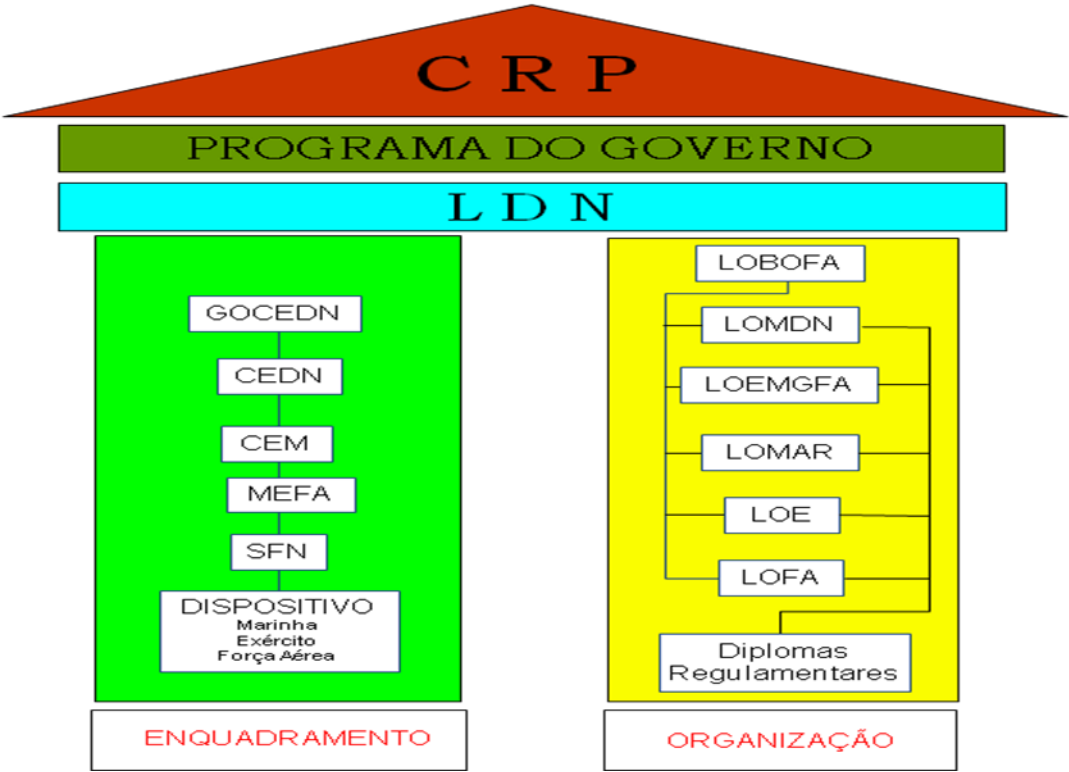 C R P
PROGRAMA DO GOVERNO
L D N
GOCEDN
CEDN
CEM
MEFA
SFN
DISPOSITIVO
Marinha
Exército
Força Aérea
ENQUADRAMENTO
LOBOFA
LOMDN
LOEMGFA
LOMAR
LOE
LOFA
Diplomas
Regulamentares
ORGANIZAÇÃO